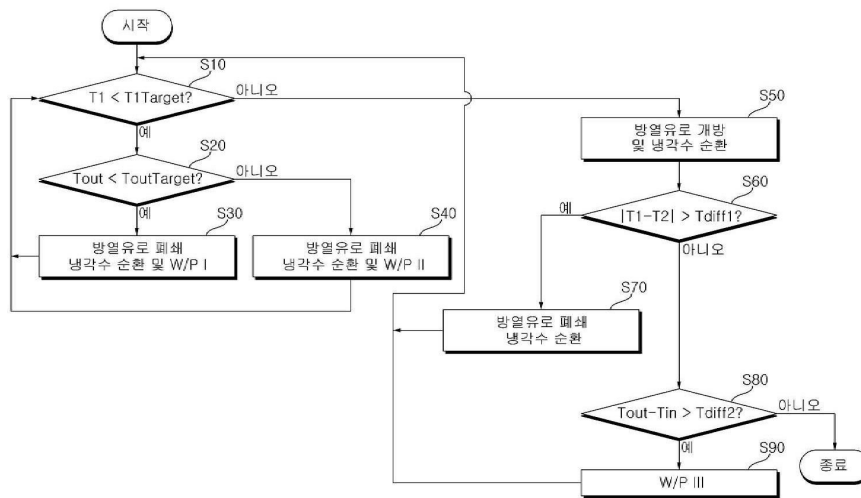 시작
S10
T1 < T1Target?
아니오
예
S20
Tout < ToutTarget?
아니오
예
S30
방열유로 폐쇄
냉각수 순환 및 W/P I
S40
방열유로 폐쇄
냉각수 순환 및 W/P II
S50
방열유로 개방
및 냉각수 순환
S60
|T1-T2| > Tdiff1?
예
아니오
S70
방열유로 폐쇄
냉각수 순환
S80
Tout-Tin > Tdiff2?
아니오
예
S90
W/P III
종료